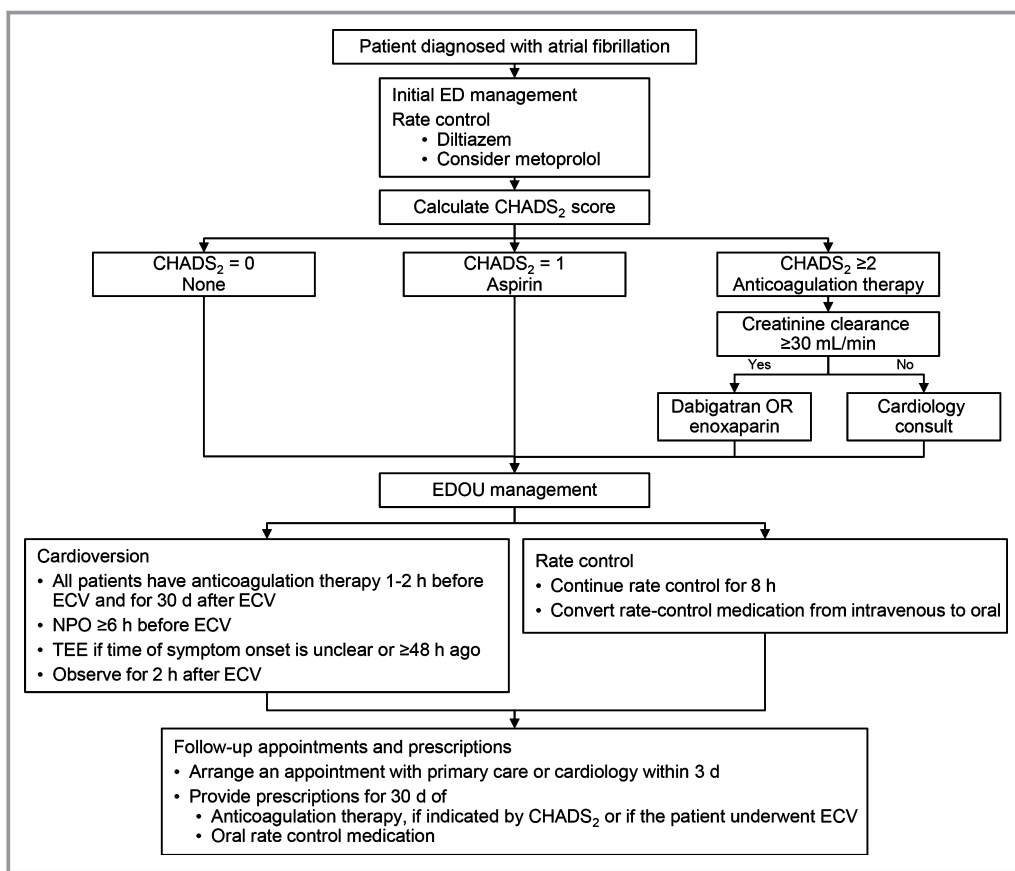 Patient diagnosed with atrial fibrillation
Initial ED management
Rate control
• Diltiazem
• Consider metoprolol
Calculate CHADS₂ score
CHADS₂ = 0
None
CHADS₂ = 1
Aspirin
CHADS₂ ≥2
Anticoagulation therapy
Creatinine clearance
≥30 mL/min
Yes
No
Dabigatran OR
enoxaparin
Cardiology
consult
EDOU management
Cardioversion
• All patients have anticoagulation therapy 1-2 h before
ECV and for 30 d after ECV
• NPO ≥6 h before ECV
• TEE if time of symptom onset is unclear or ≥48 h ago
• Observe for 2 h after ECV
Rate control
• Continue rate control for 8 h
• Convert rate-control medication from intravenous to oral
Follow-up appointments and prescriptions
• Arrange an appointment with primary care or cardiology within 3 d
• Provide prescriptions for 30 d of
• Anticoagulation therapy, if indicated by CHADS₂ or if the patient underwent ECV
• Oral rate control medication